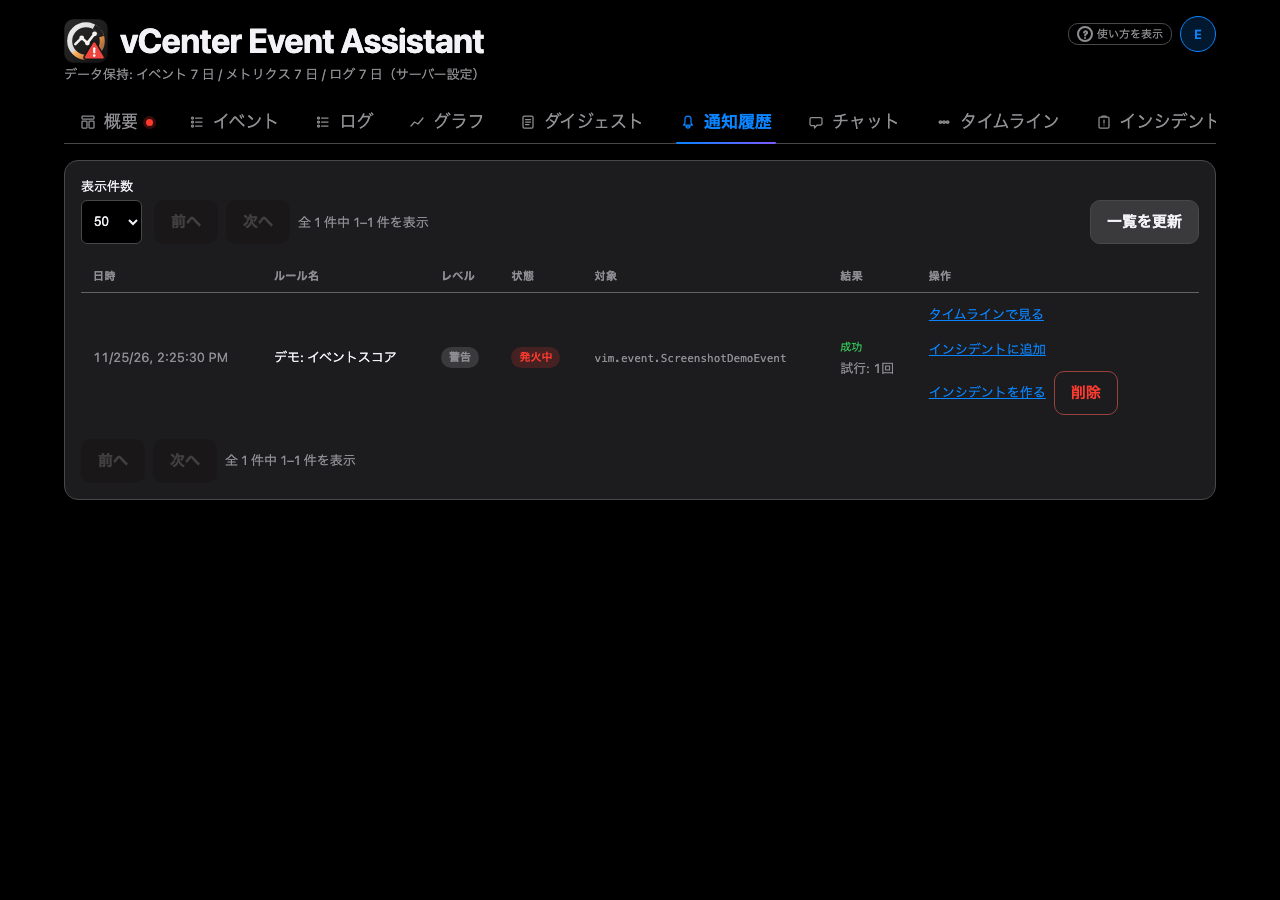 vCenter Event Assistant
データ保持: イベント 7 日 / メトリクス 7 日 / ログ 7 日（サーバー設定）
使い方を表示
E
概要 イベント ログ グラフ ダイジェスト 通知履歴 チャット タイムライン インシデント
表示件数
50 前へ 次へ 全 1 件中 1–1 件を表示 一覧を更新
日時 ルール名 レベル 状態 対象 結果 操作
11/25/26, 2:25:30 PM デモ: イベントスコア 警告 発火中 vim.event.ScreenshotDemoEvent
成功
試行: 1回
タイムラインで見る
インシデントに追加
インシデントを作る 削除
前へ 次へ 全 1 件中 1–1 件を表示